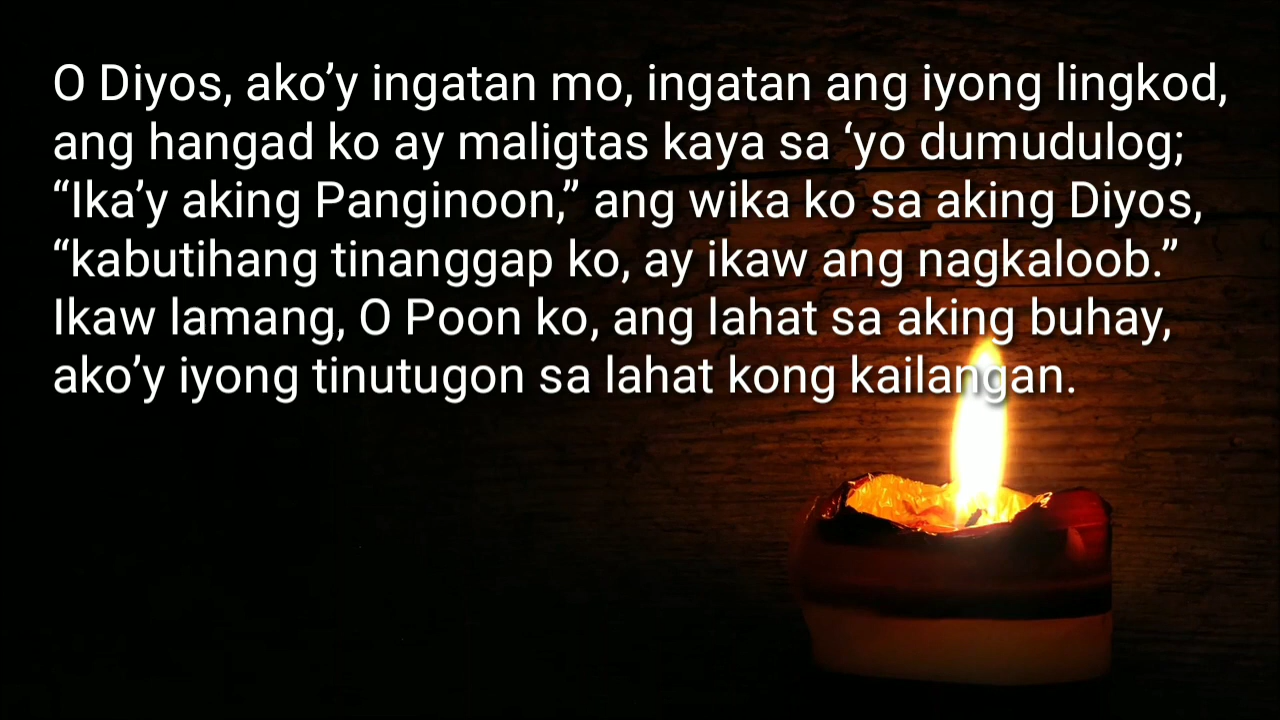 O Diyos, ako’y ingatan mo, ingatan ang iyong lingkod,
ang hangad ko ay maligtas kaya sa ‘yo dumudulog;
“Ika’y aking Panginoon,” ang wika ko sa aking Diyos,
“kabutihang tinanggap ko, ay ikaw ang nagkaloob.”
Ikaw lamang, O Poon ko, ang lahat sa aking buhay,
ako’y iyong tinutugon sa lahat kong kailangan.